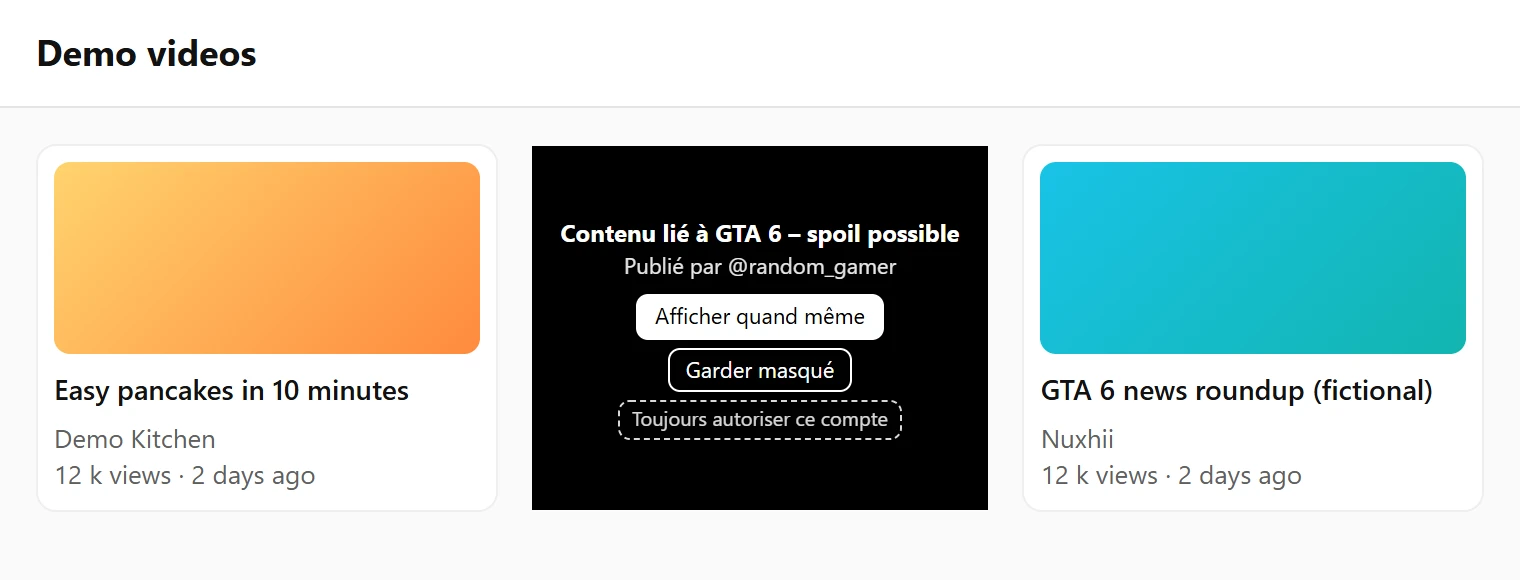 Demo videos
Easy pancakes in 10 minutes
Demo Kitchen
12 k views · 2 days ago
Contenu lié à GTA 6 – spoil possible
Publié par @random_gamer
Afficher quand même
Garder masqué
Toujours autoriser ce compte
GTA 6 news roundup (fictional)
Nuxhii
12 k views · 2 days ago